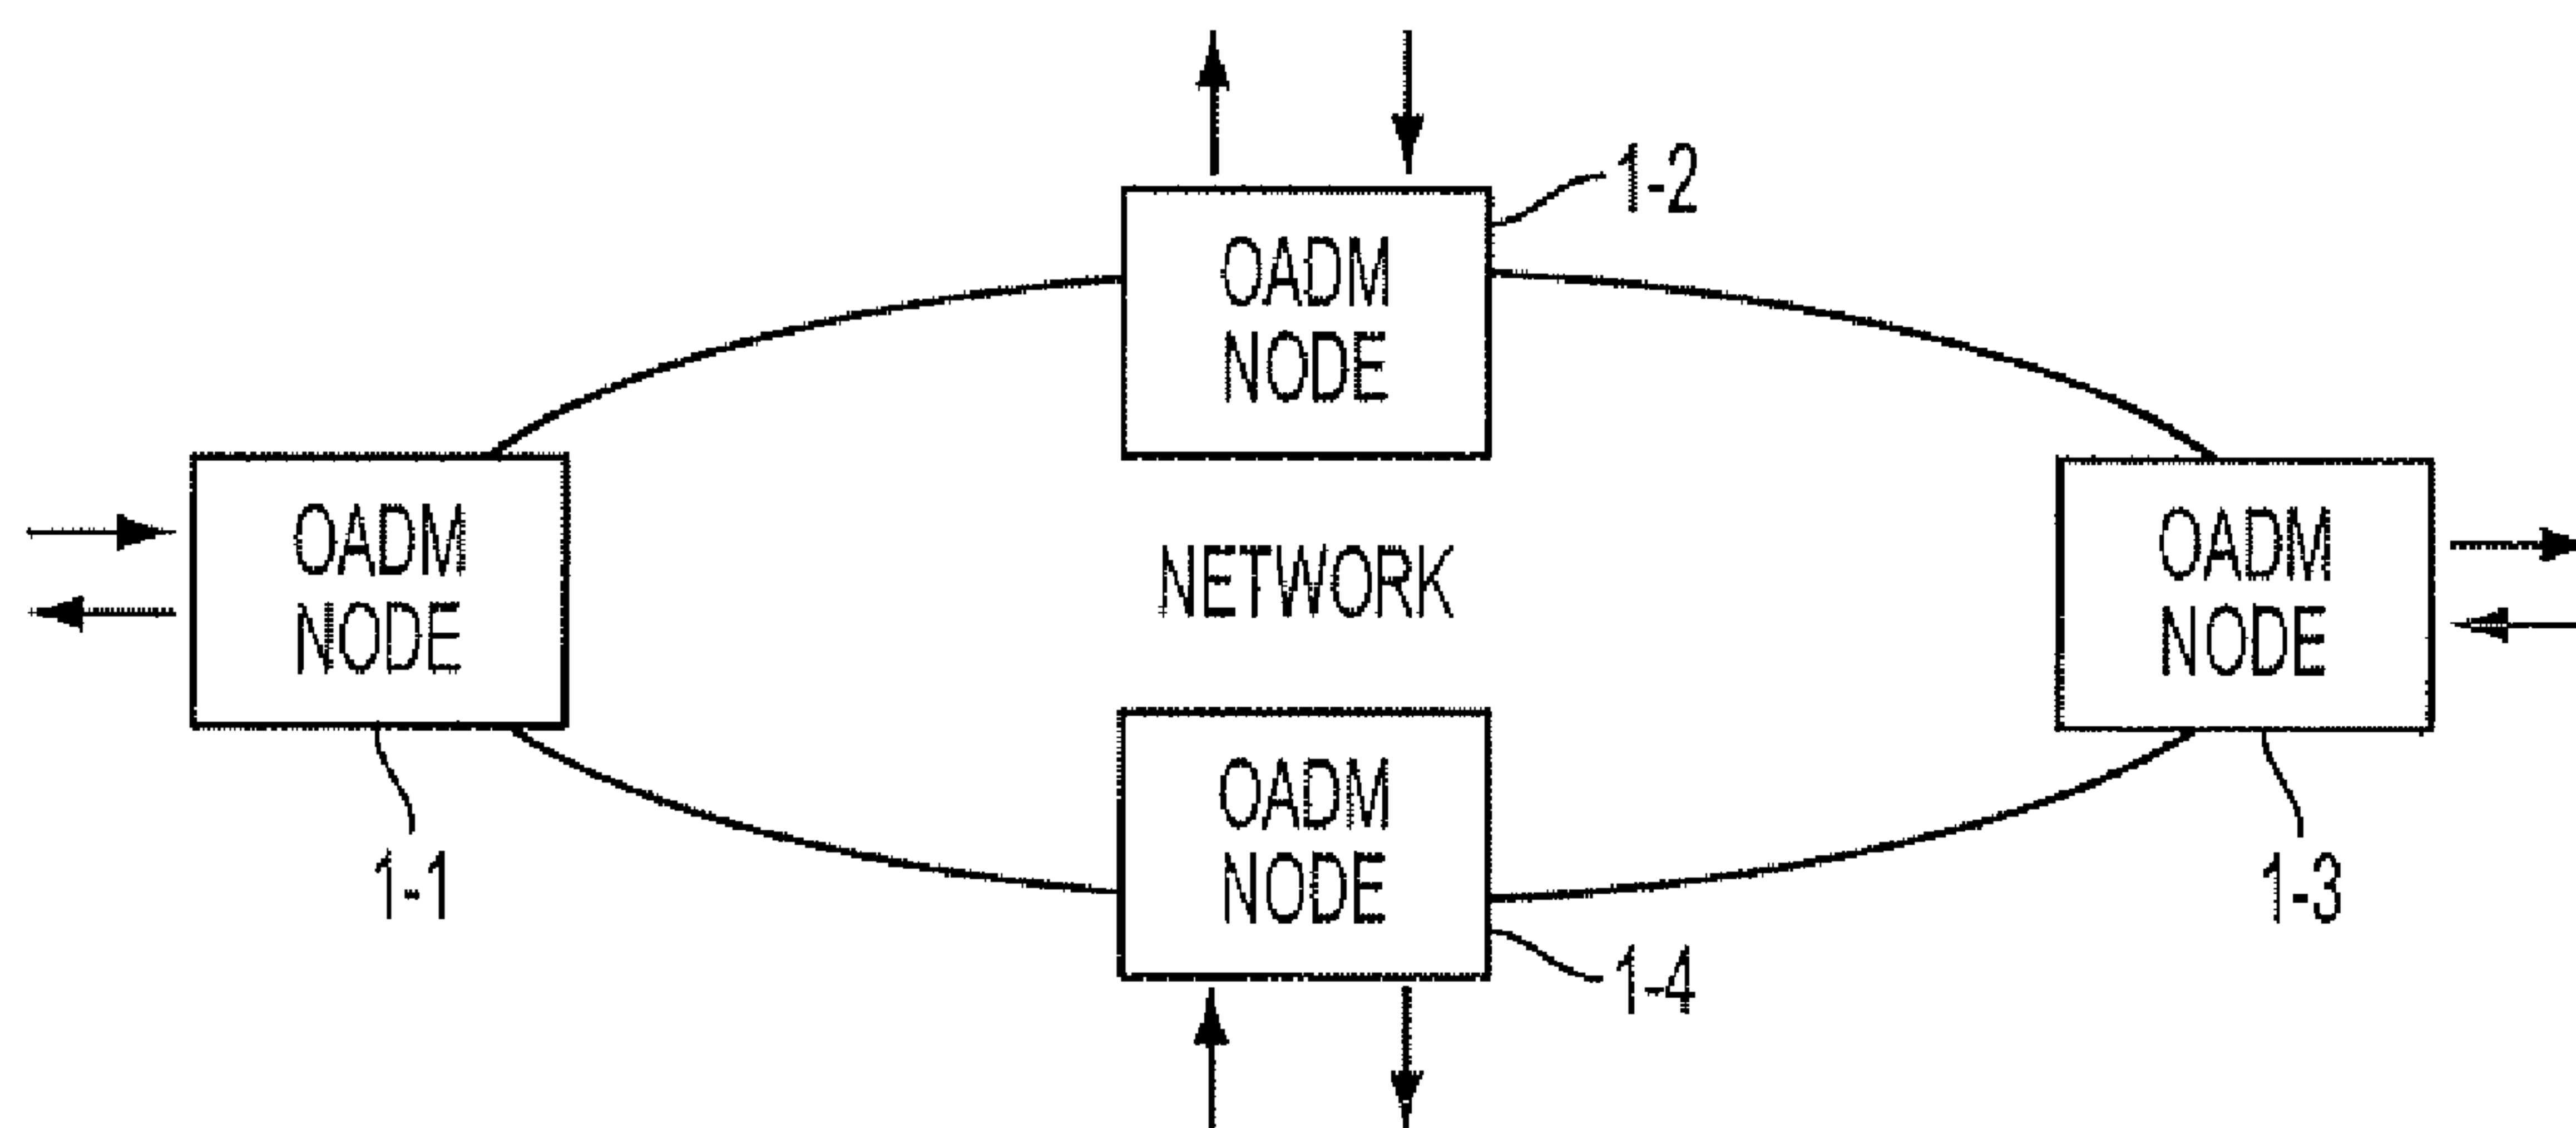 1-2
OADM
NODE
OADM
NODE
1-1
NETWORK
OADM
NODE
1-3
OADM
NODE
1-4